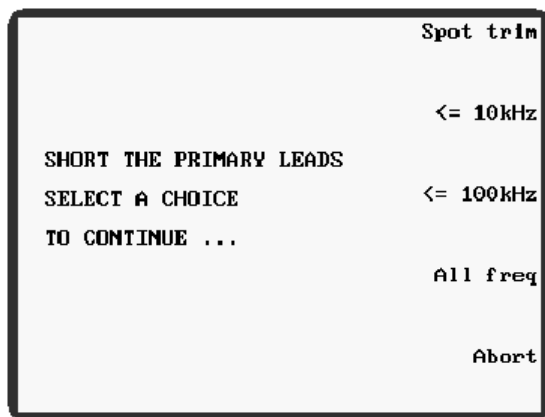 Spot trim
<= 10kHz
SHORT THE PRIMARY LEADS
SELECT A CHOICE
<= 100kHz
TO CONTINUE ...
All freq
Abort